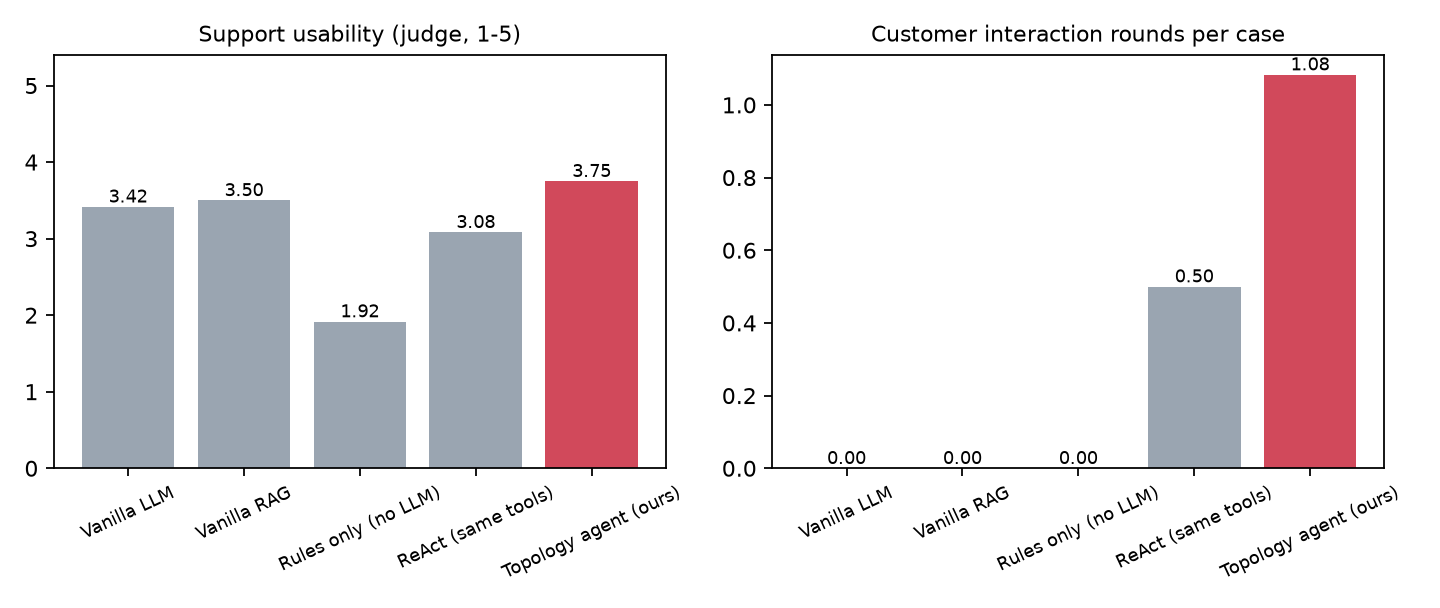 Support usability (judge, 1-5)
5
4
3
2
1
0
3.42
3.50
1.92
3.08
3.75
Vanilla LLM
Vanilla RAG
Rules only (no LLM)
ReAct (same tools)
Topology agent (ours)
Customer interaction rounds per case
1.0
0.8
0.6
0.4
0.2
0.0
0.00
0.00
0.00
0.50
1.08
Vanilla LLM
Vanilla RAG
Rules only (no LLM)
ReAct (same tools)
Topology agent (ours)